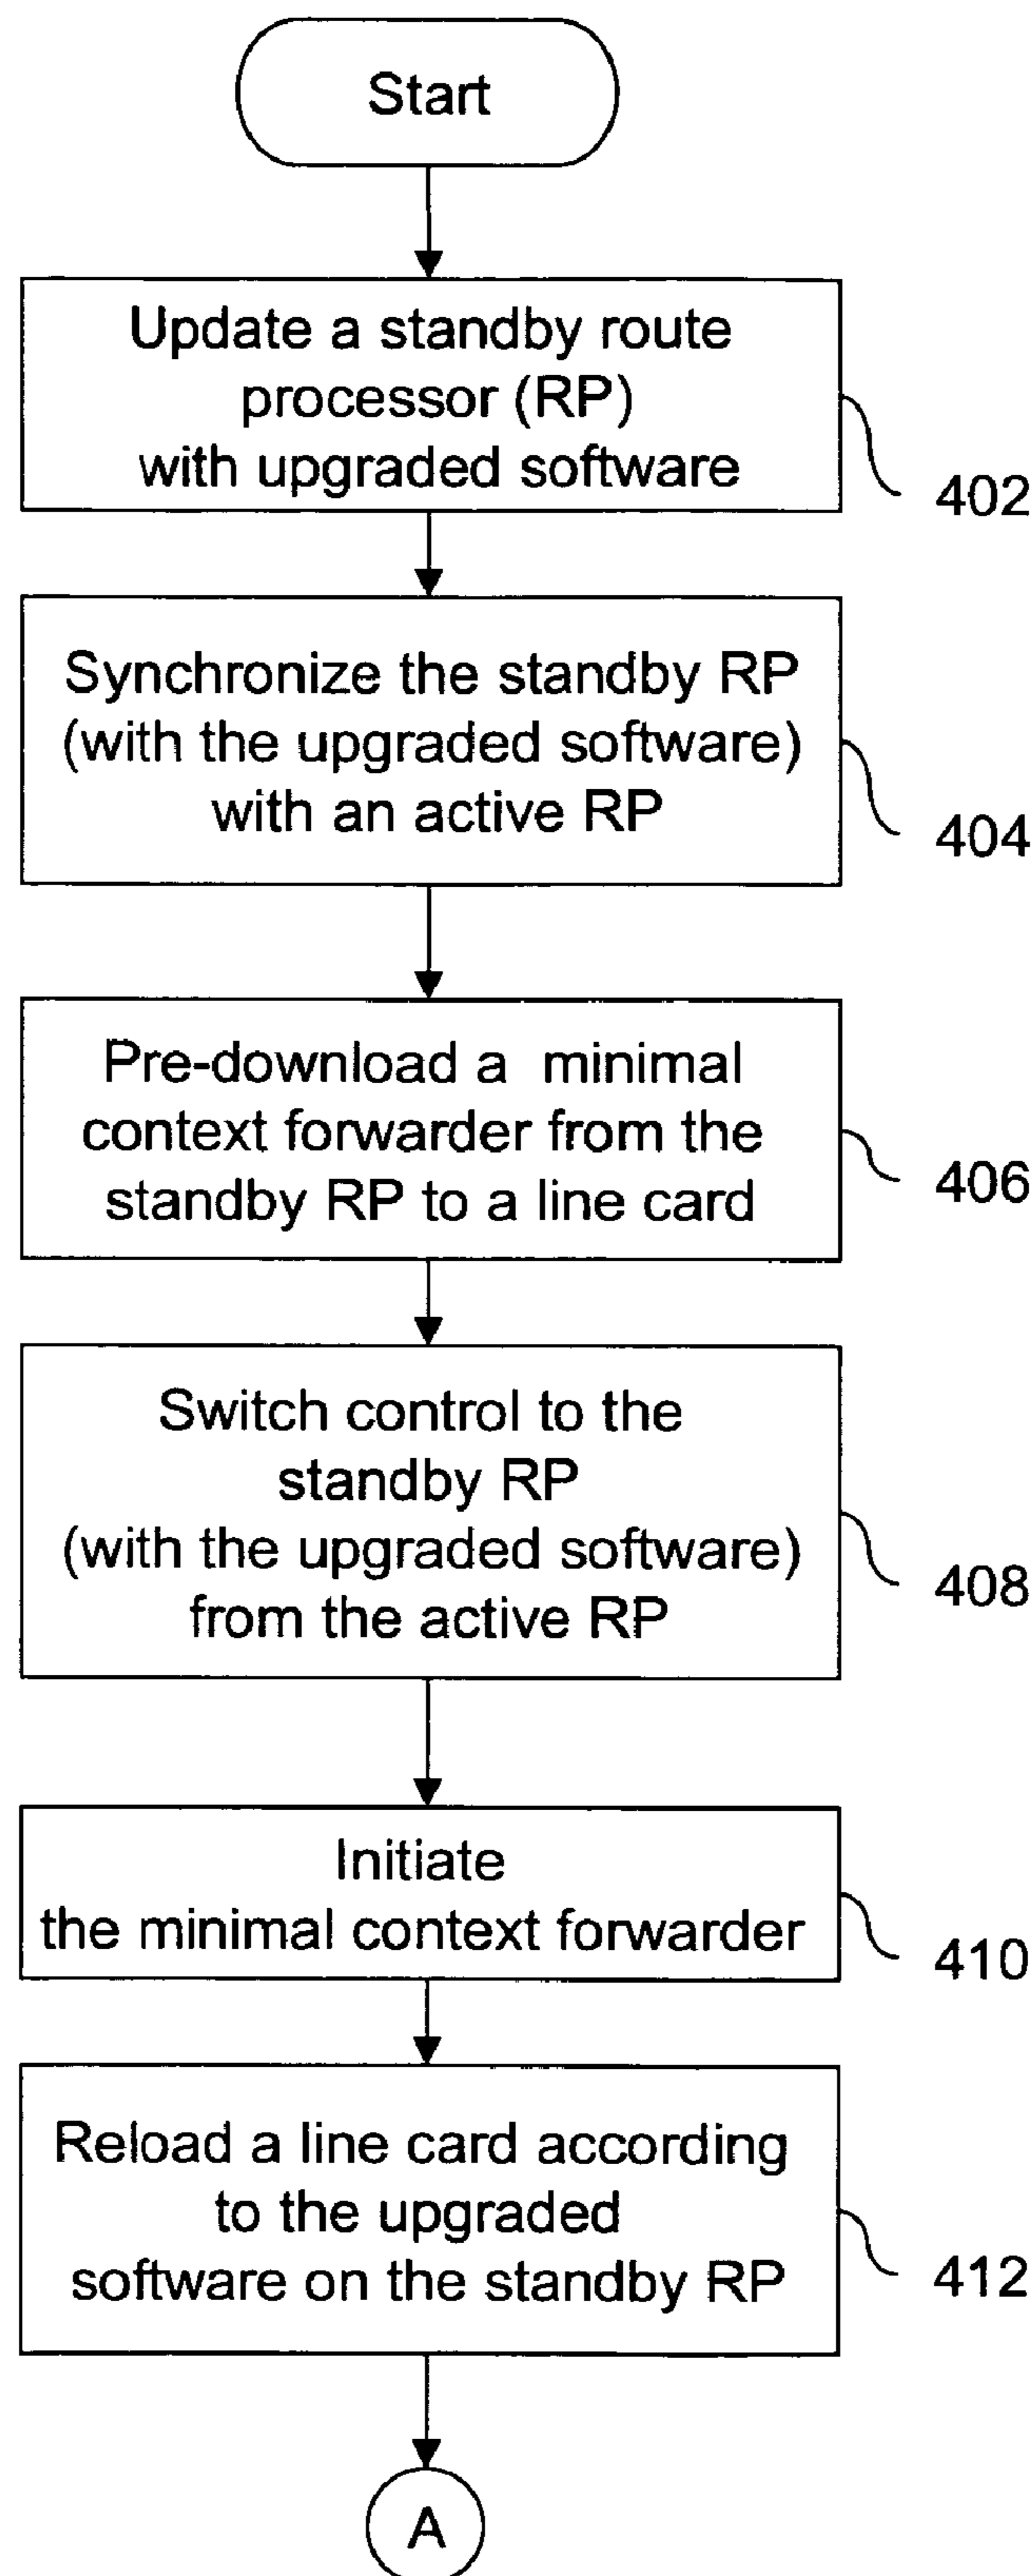 Start
Update a standby route
processor (RP)
with upgraded software
402
Synchronize the standby RP
(with the upgraded software)
with an active RP
404
Pre-download a minimal
context forwarder from the
standby RP to a line card
406
Switch control to the
standby RP
(with the upgraded software)
from the active RP
408
Initiate
the minimal context forwarder
410
Reload a line card according
to the upgraded
software on the standby RP
412
A